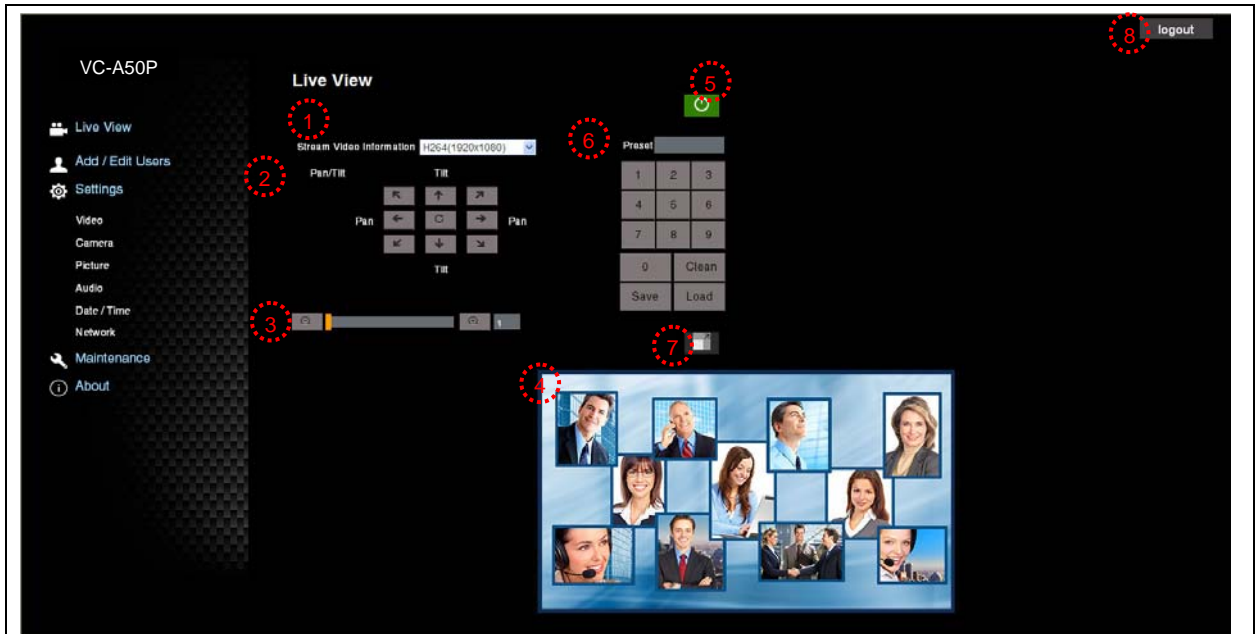 8 logout
VC-A50P
Live View
5
1
Live View
6
Stream Video Information H264(1920x1080)
Preset
Add / Edit Users
2
Pan/Tilt Tilt
1 2 3
Settings
4 5 6
Video
Pan C Pan
7 8 9
Camera
Picture
Tilt
0 Clean
Audio
Save Load
Date / Time
3
1
Network
7
Maintenance
About
4